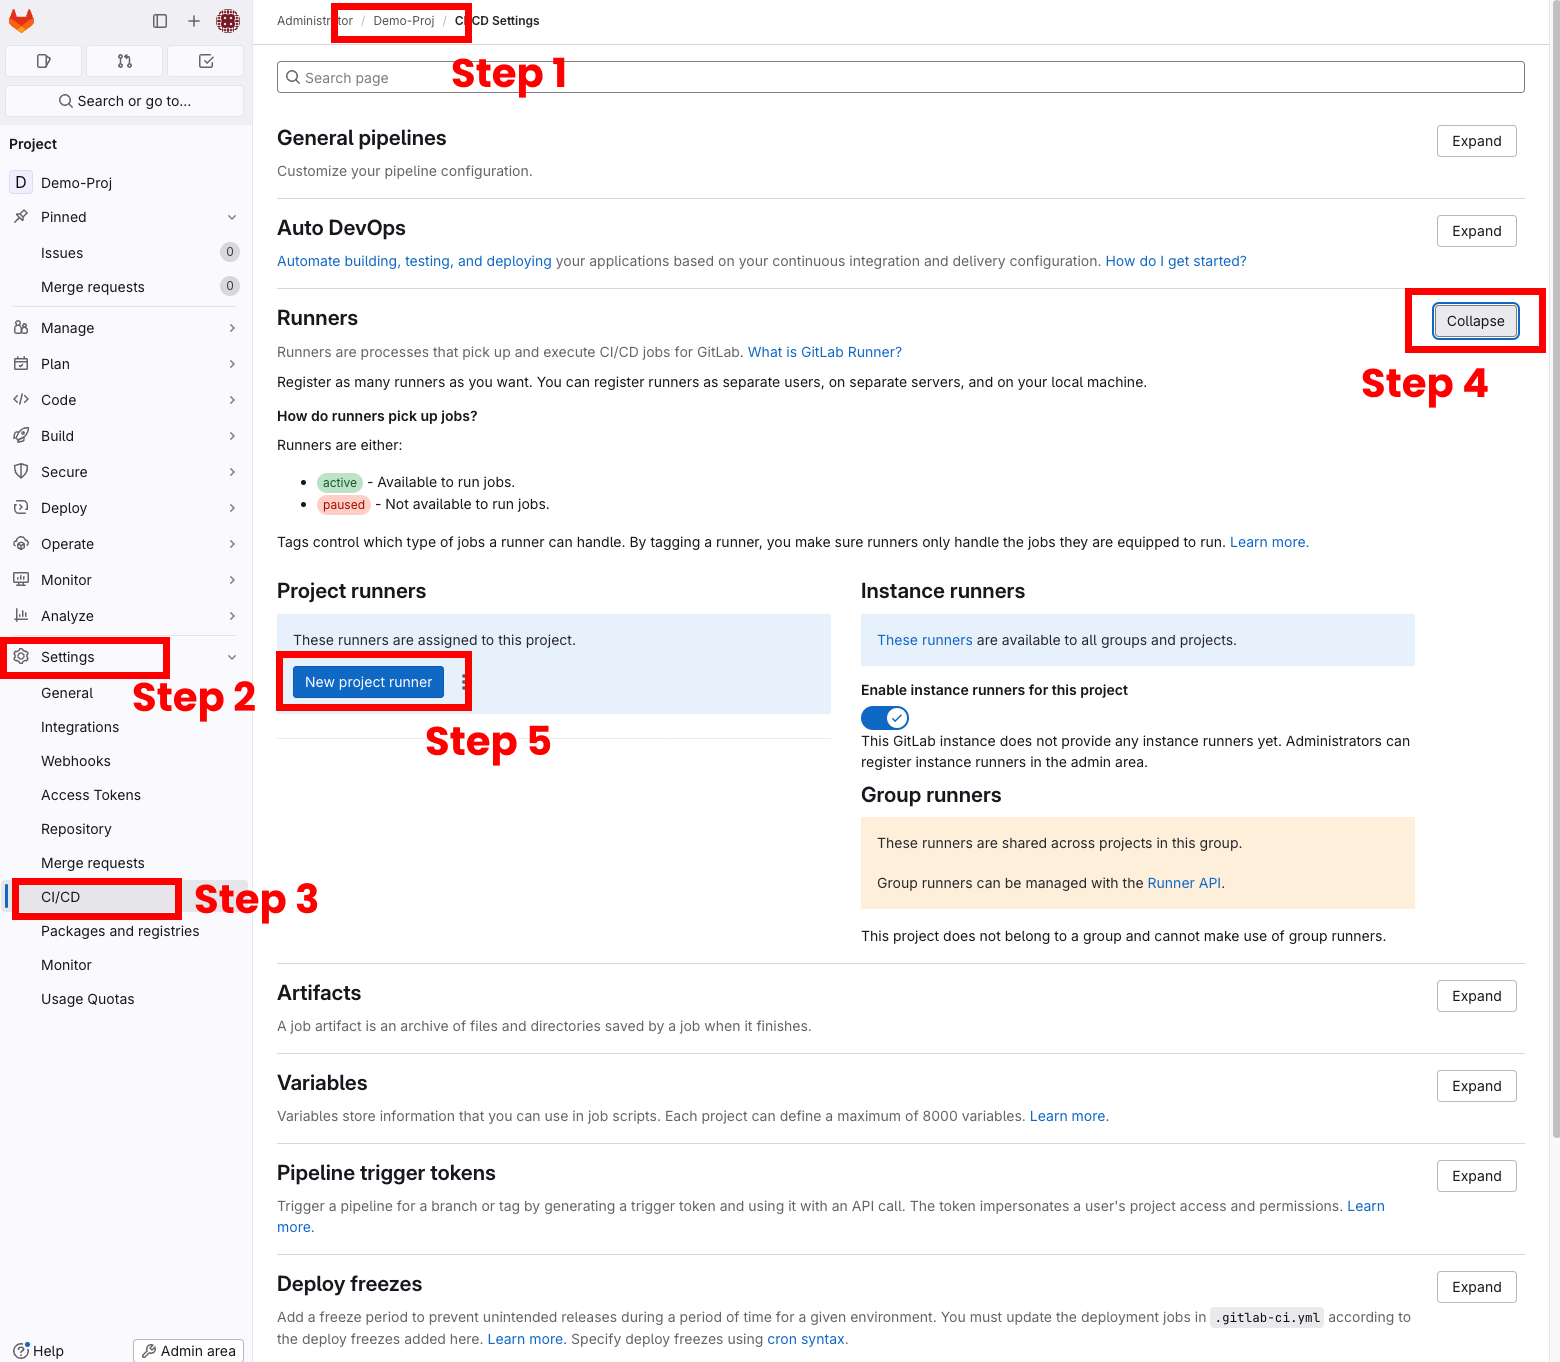 Administrator / Demo-Proj / CI/CD Settings
Step 1
Search page
Search or go to...
Project
D Demo-Proj
Pinned
Issues 0
Merge requests 0
Manage
Plan
Code
Build
Secure
Deploy
Operate
Monitor
Analyze
Settings
Step 2
General
Integrations
Webhooks
Access Tokens
Repository
Merge requests
CI/CD
Step 3
Packages and registries
Monitor
Usage Quotas
Help
Admin area
General pipelines
Expand
Customize your pipeline configuration.
Auto DevOps
Expand
Automate building, testing, and deploying your applications based on your continuous integration and delivery configuration. How do I get started?
Runners
Collapse
Step 4
Runners are processes that pick up and execute CI/CD jobs for GitLab. What is GitLab Runner?
Register as many runners as you want. You can register runners as separate users, on separate servers, and on your local machine.
How do runners pick up jobs?
Runners are either:
• active - Available to run jobs.
• paused - Not available to run jobs.
Tags control which type of jobs a runner can handle. By tagging a runner, you make sure runners only handle the jobs they are equipped to run. Learn more.
Project runners
These runners are assigned to this project.
New project runner
Step 5
Instance runners
These runners are available to all groups and projects.
Enable instance runners for this project
This GitLab instance does not provide any instance runners yet. Administrators can
register instance runners in the admin area.
Group runners
These runners are shared across projects in this group.
Group runners can be managed with the Runner API.
This project does not belong to a group and cannot make use of group runners.
Artifacts
Expand
A job artifact is an archive of files and directories saved by a job when it finishes.
Variables
Expand
Variables store information that you can use in job scripts. Each project can define a maximum of 8000 variables. Learn more.
Pipeline trigger tokens
Expand
Trigger a pipeline for a branch or tag by generating a trigger token and using it with an API call. The token impersonates a user's project access and permissions. Learn
more.
Deploy freezes
Expand
Add a freeze period to prevent unintended releases during a period of time for a given environment. You must update the deployment jobs in .gitlab-ci.yml according to
the deploy freezes added here. Learn more. Specify deploy freezes using cron syntax.